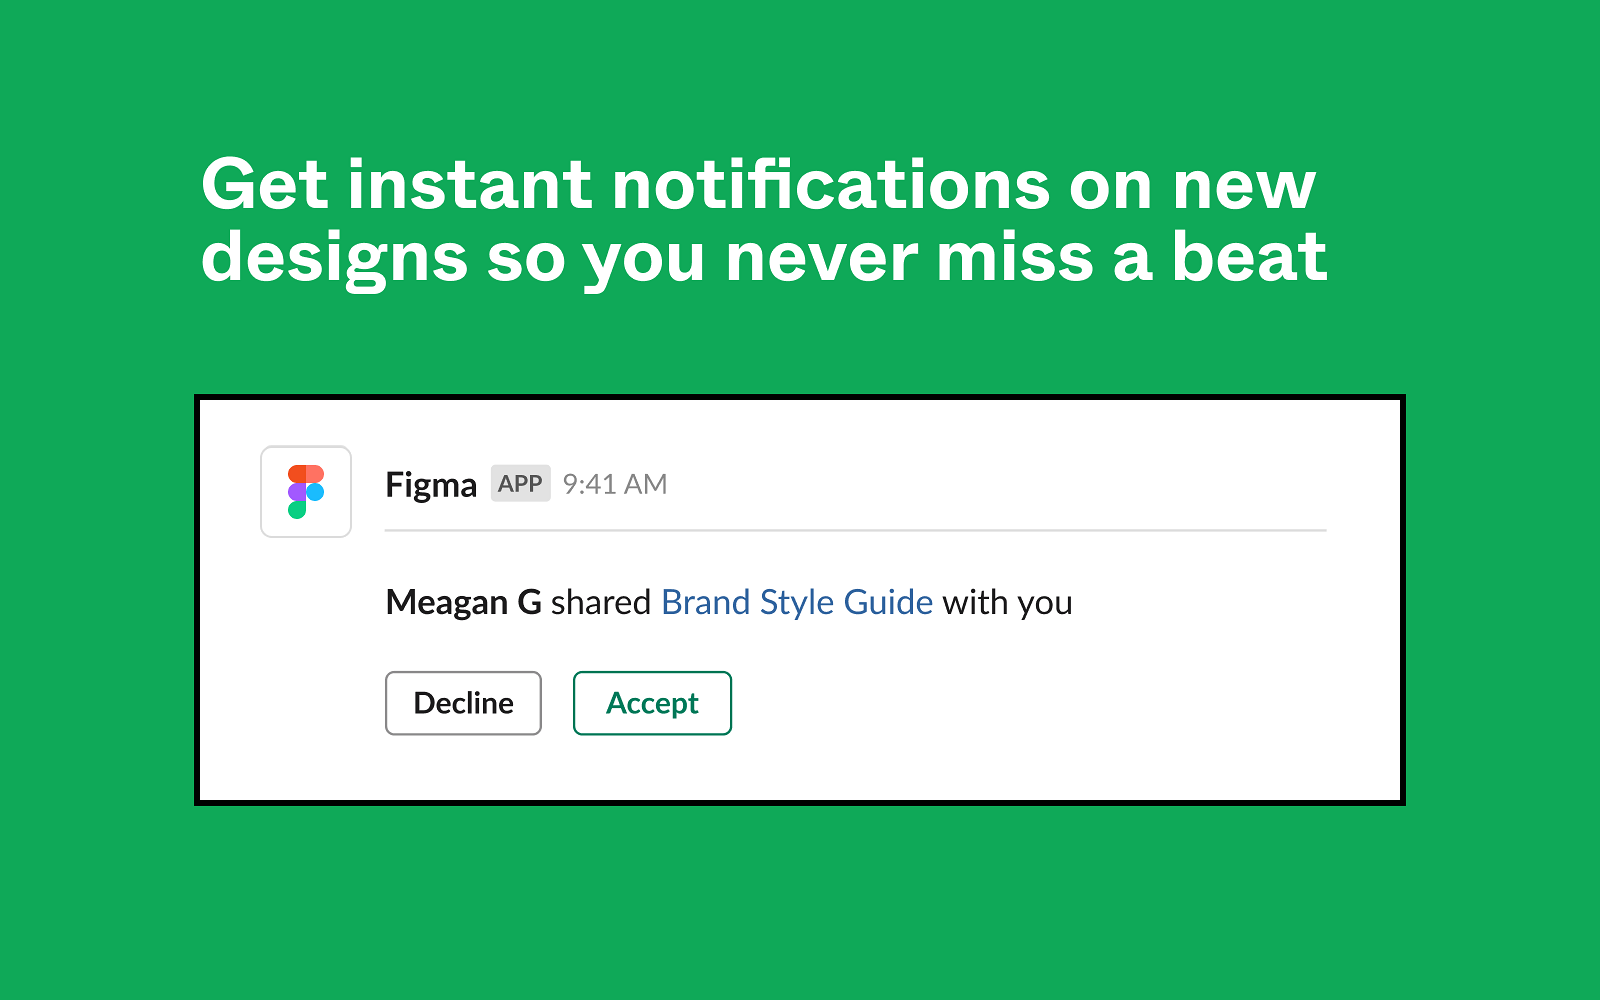 Get instant notifications on new
designs so you never miss a beat
Figma APP 9:41 AM
Meagan G shared Brand Style Guide with you
Decline Accept